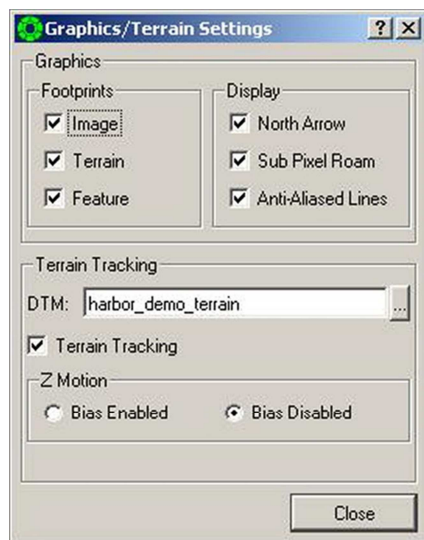 Graphics/Terrain Settings
Graphics
Footprints
Image
Terrain
Feature
Display
North Arrow
Sub Pixel Roam
Anti-Aliased Lines
Terrain Tracking
DTM: harbor_demo_terrain ...
Terrain Tracking
Z Motion
Bias Enabled Bias Disabled
Close